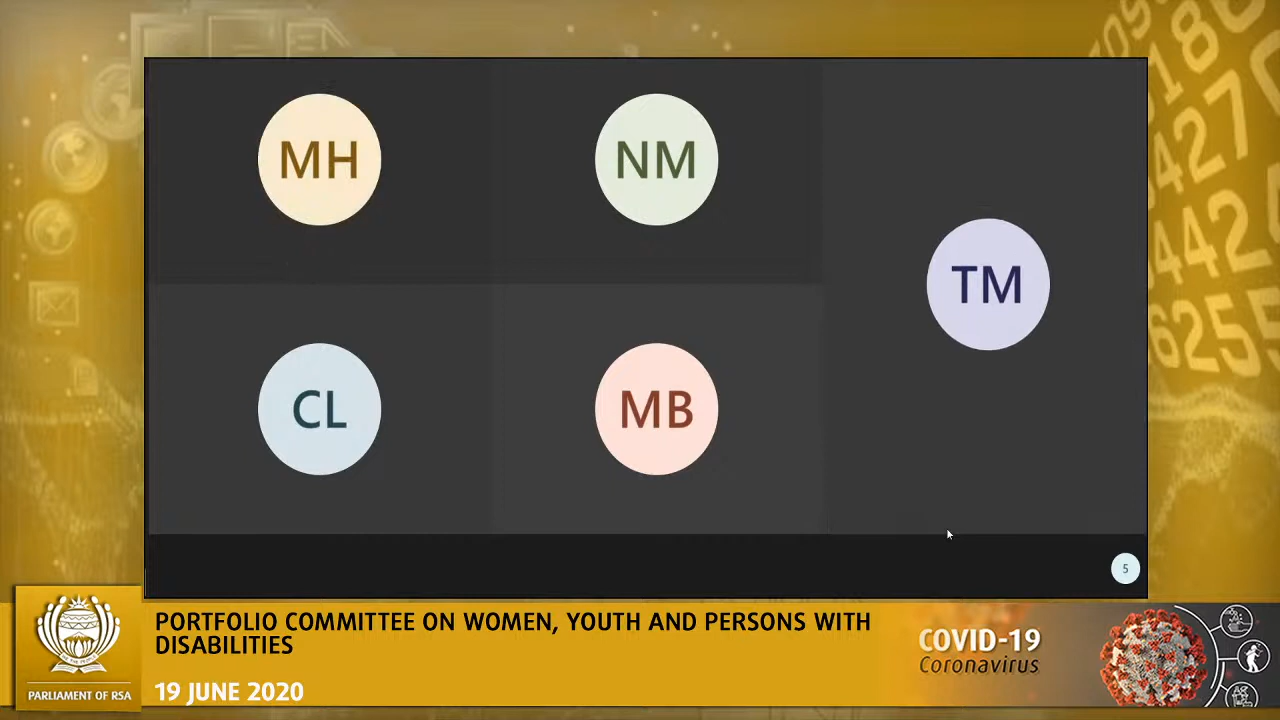 MH
NM
TM
CL
MB
5
PORTFOLIO COMMITTEE ON WOMEN, YOUTH AND PERSONS WITH
DISABILITIES
19 JUNE 2020
PARLIAMENT OF RSA
COVID-19
Coronavirus